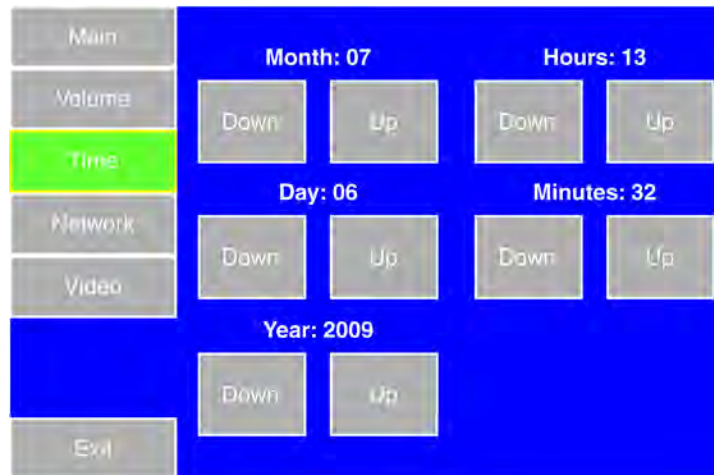 Main
Volume
Time
Network
Video
Exit
Month: 07
Down Up
Day: 06
Down Up
Year: 2009
Down Up
Hours: 13
Down Up
Minutes: 32
Down Up